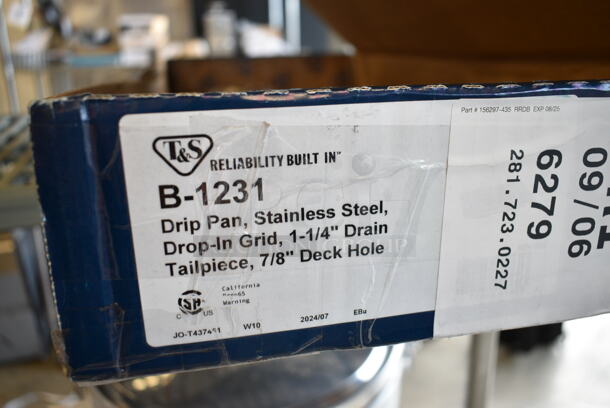 T&S
RELIABILITY BUILT IN™
B-1231
Drip Pan, Stainless Steel,
Drop-In Grid, 1-1/4" Drain
Tailpiece, 7/8" Deck Hole
California
Warning
C US
W10
2024/07
EBu
Part # 156297-435 RRDB EXP 08/25
09/06
6279
281.723.0227